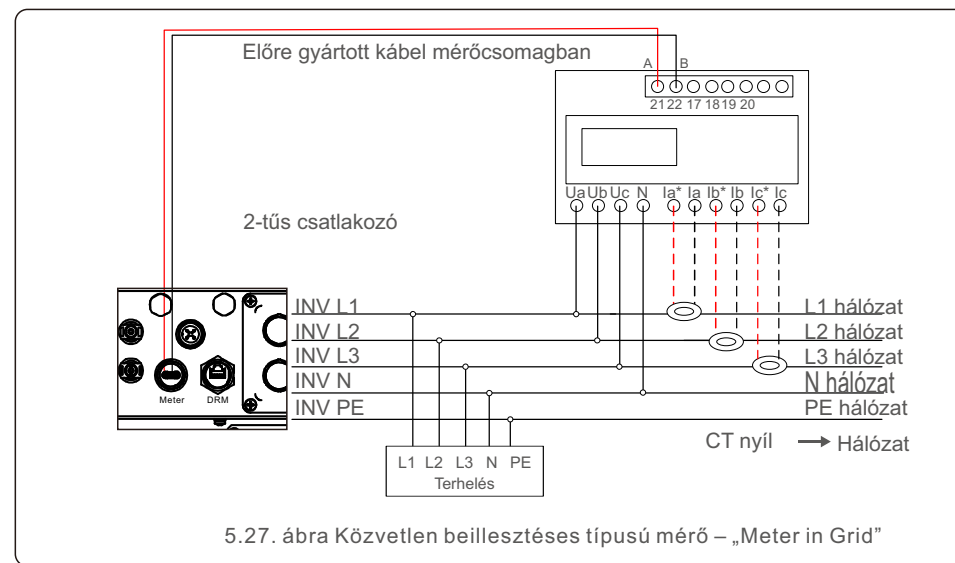 Előre gyártott kábel mérőcsomagban
A B
21 22 17 18 19 20
Ua Ub Uc N Ia* Ia Ib* Ib Ic* Ic
2-tűs csatlakozó
INV L1 L1 hálózat
INV L2 L2 hálózat
INV L3 L3 hálózat
INV N N hálózat
INV PE PE hálózat
Meter DRM
CT nyíl → Hálózat
L1 L2 L3 N PE
Terhelés
5.27. ábra Közvetlen beillesztéses típusú mérő – „Meter in Grid”